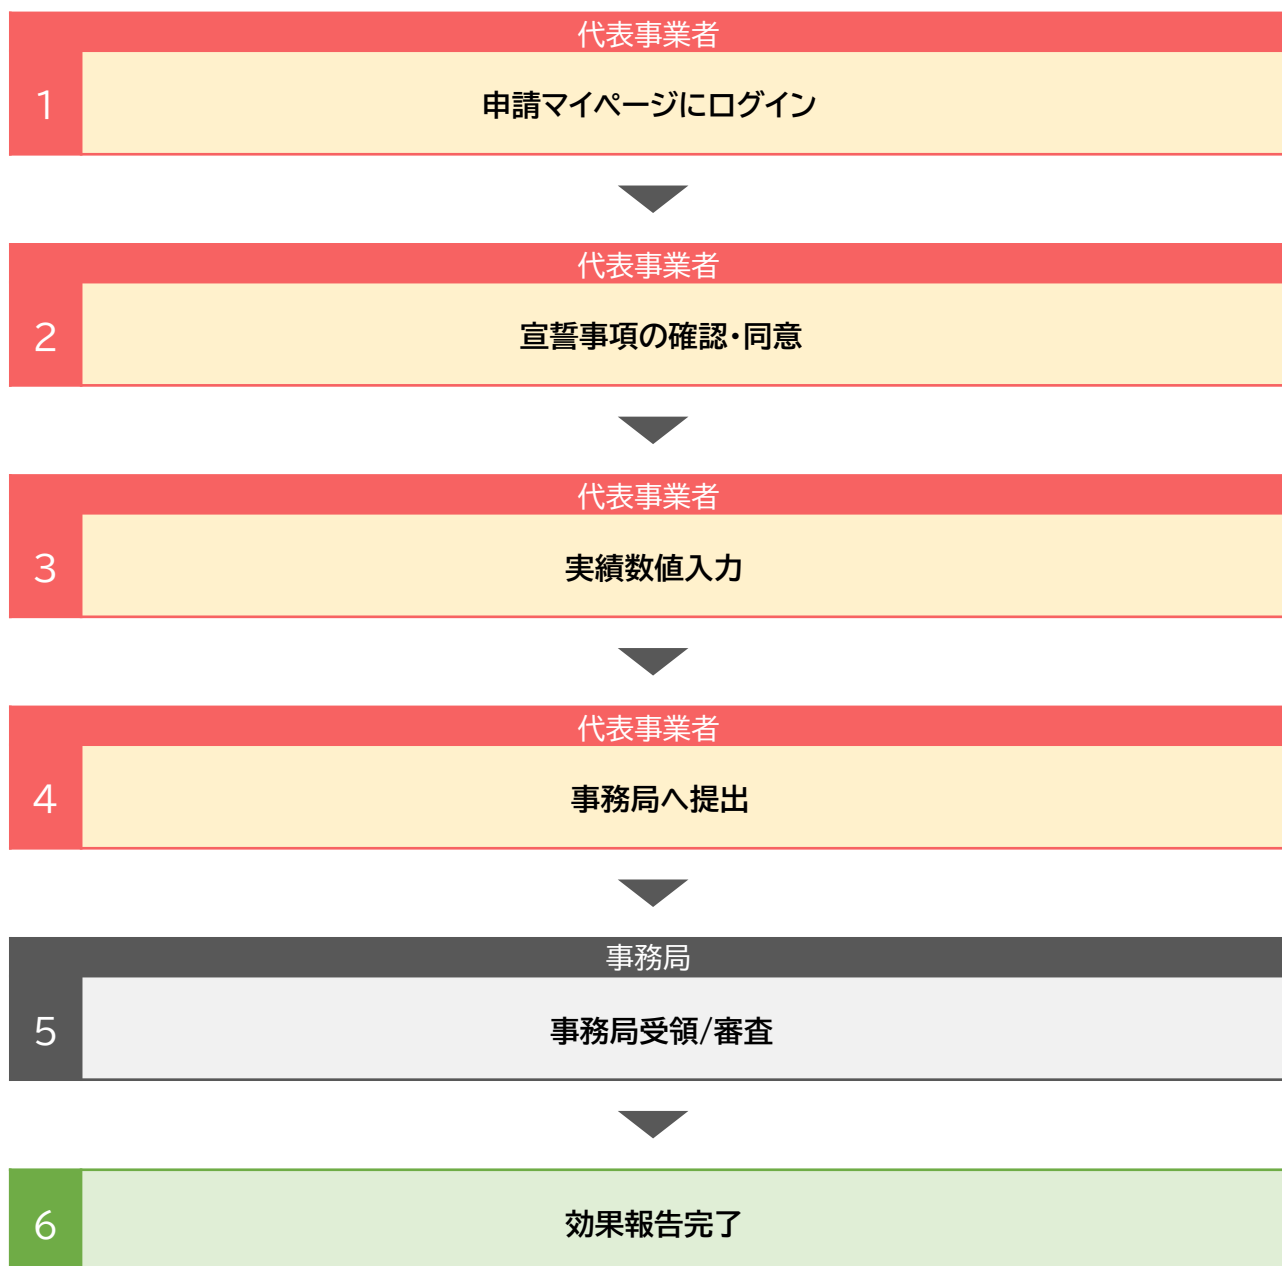 代表事業者
1
申請マイページにログイン
代表事業者
2
宣誓事項の確認・同意
代表事業者
3
実績数値入力
代表事業者
4
事務局へ提出
事務局
5
事務局受領/審査
6
効果報告完了